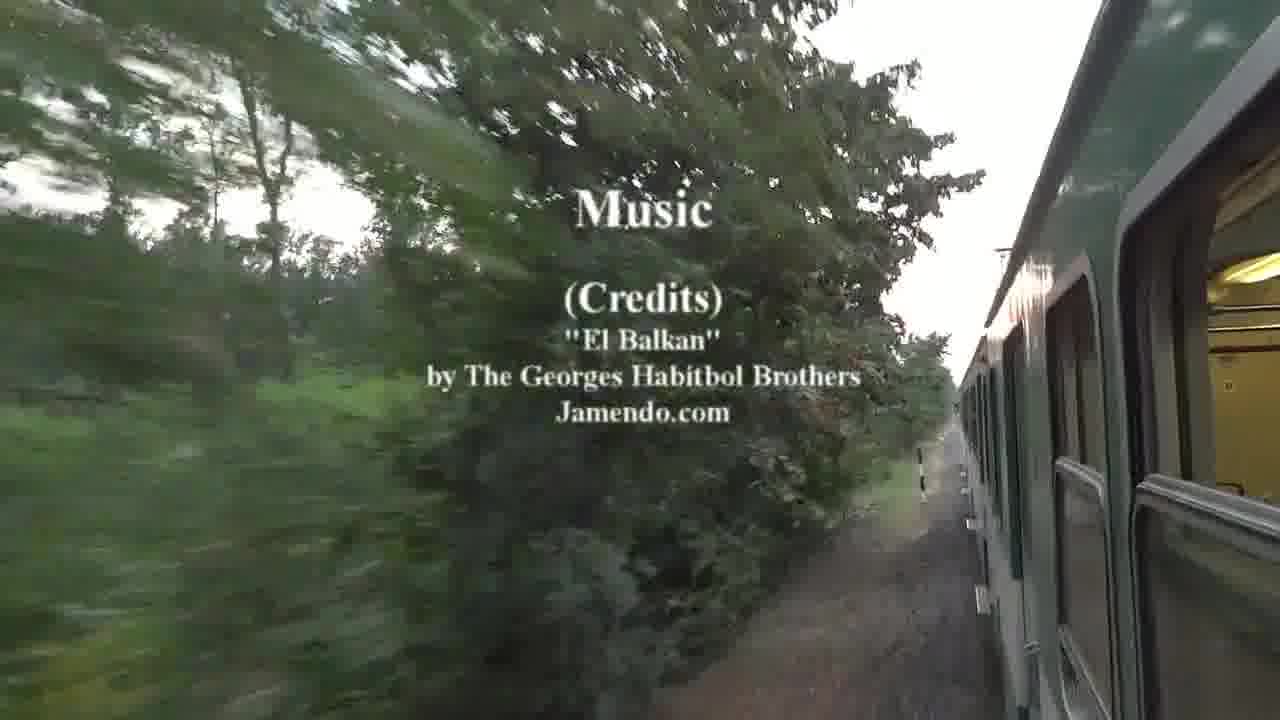 Music
(Credits)
"El Balkan"
by The Georges Habitbol Brothers
Jamendo.com